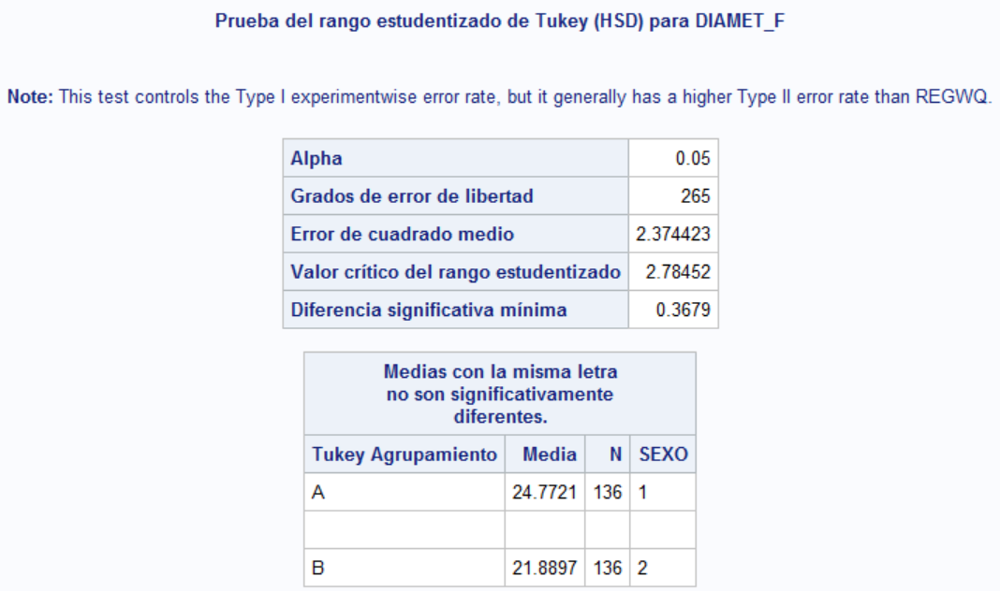 Prueba del rango estudentizado de Tukey (HSD) para DIAMET_F
Note: This test controls the Type I experimentwise error rate, but it generally has a higher Type II error rate than REGWQ.
Alpha 0.05
Grados de error de libertad 265
Error de cuadrado medio 2.374423
Valor crítico del rango estudentizado 2.78452
Diferencia significativa mínima 0.3679
Medias con la misma letra
no son significativamente
diferentes.
Tukey Agrupamiento Media N SEXO
A 24.7721 136 1
B 21.8897 136 2